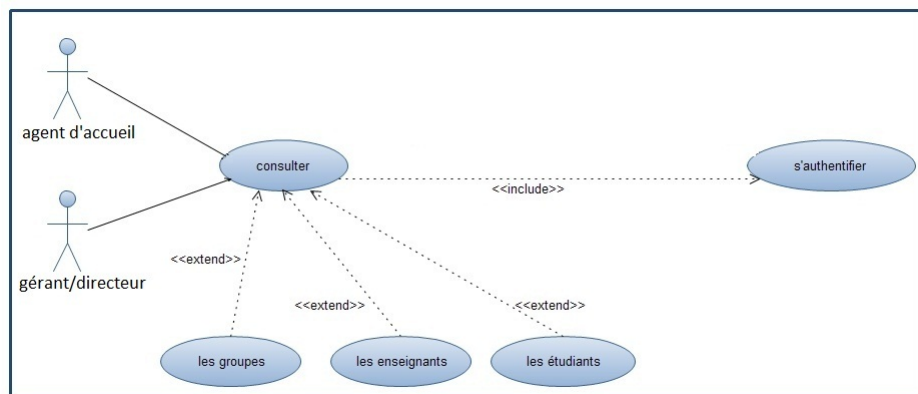 agent d'accueil
consulter
s'authentifier
<<include>>
gérant/directeur
<<extend>>
<<extend>>
<<extend>>
les groupes
les enseignants
les étudiants